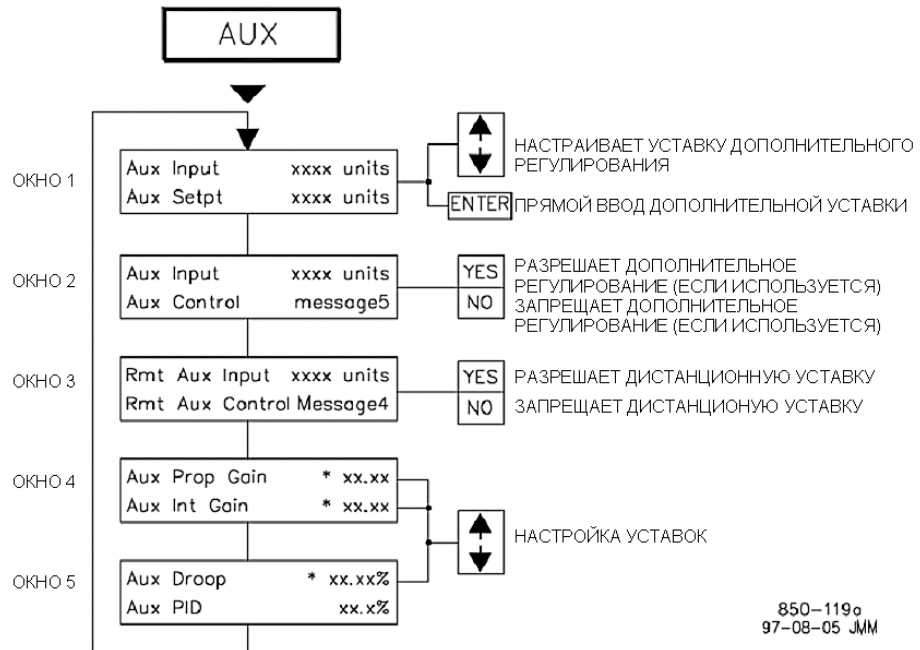 AUX
НАСТРАИВАЕТ УСТАВКУ ДОПОЛНИТЕЛЬНОГО
РЕГУЛИРОВАНИЯ
ОКНО 1
Aux Input xxxx units
Aux Setpt xxxx units
ENTER ПРЯМОЙ ВВОД ДОПОЛНИТЕЛЬНОЙ УСТАВКИ
ОКНО 2
Aux Input xxxx units
Aux Control message5
YES
NO
РАЗРЕШАЕТ ДОПОЛНИТЕЛЬНОЕ
РЕГУЛИРОВАНИЕ (ЕСЛИ ИСПОЛЬЗУЕТСЯ)
ЗАПРЕЩАЕТ ДОПОЛНИТЕЛЬНОЕ
РЕГУЛИРОВАНИЕ (ЕСЛИ ИСПОЛЬЗУЕТСЯ)
ОКНО 3
Rmt Aux Input xxxx units
Rmt Aux Control Message4
YES РАЗРЕШАЕТ ДИСТАНЦИОННУЮ УСТАВКУ
NO ЗАПРЕЩАЕТ ДИСТАНЦИОНУЮ УСТАВКУ
ОКНО 4
Aux Prop Gain * xx.xx
Aux Int Gain * xx.xx
НАСТРОЙКА УСТАВОК
ОКНО 5
Aux Droop * xx.xx%
Aux PID xx.x%
850-119a
97-08-05 JMM